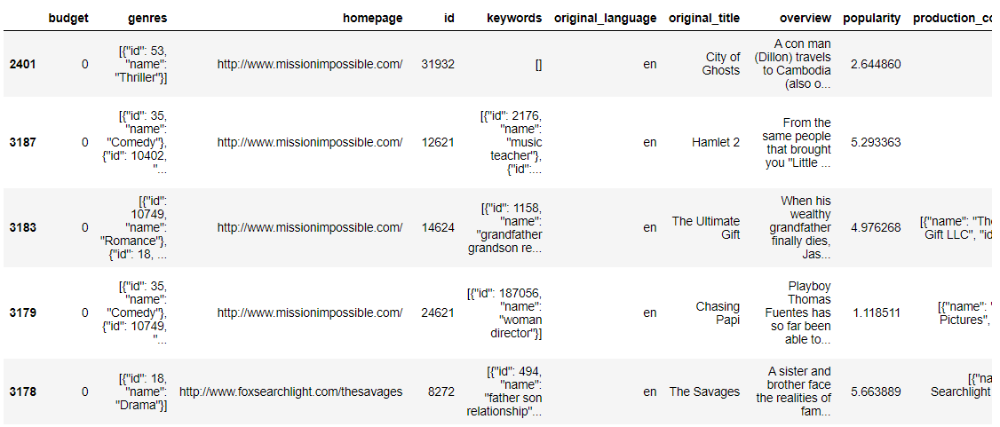 budget genres homepage id keywords original_language original_title overview popularity production_co
2401 0 [{"id": 53, "name": "Thriller"}] http://www.missionimpossible.com/ 31932 [] en City of Ghosts A con man (Dillon) travels to Cambodia (also o... 2.644860
3187 0 [{"id": 35, "name": "Comedy"}, {"id": 10402, "... http://www.missionimpossible.com/ 12621 [{"id": 2176, "name": "music teacher"}, {"id":... en Hamlet 2 From the same people that brought you "Little ... 5.293363
3183 0 [{"id": 10749, "name": "Romance"}, {"id": 18, ... http://www.missionimpossible.com/ 14624 [{"id": 1158, "name": "grandfather grandson re... en The Ultimate Gift When his wealthy grandfather finally dies, Jas... 4.976268 [{"name": "The Gift LLC", "id
3179 0 [{"id": 35, "name": "Comedy"}, {"id": 10749, "... http://www.missionimpossible.com/ 24621 [{"id": 187056, "name": "woman director"}] en Chasing Papi Playboy Thomas Fuentes has so far been able to... 1.118511 [{"name": " Pictures",
3178 0 [{"id": 18, "name": "Drama"}] http://www.foxsearchlight.com/thesavages 8272 [{"id": 494, "name": "father son relationship"... en The Savages A sister and brother face the realities of fam... 5.663889 [{"na Searchlight